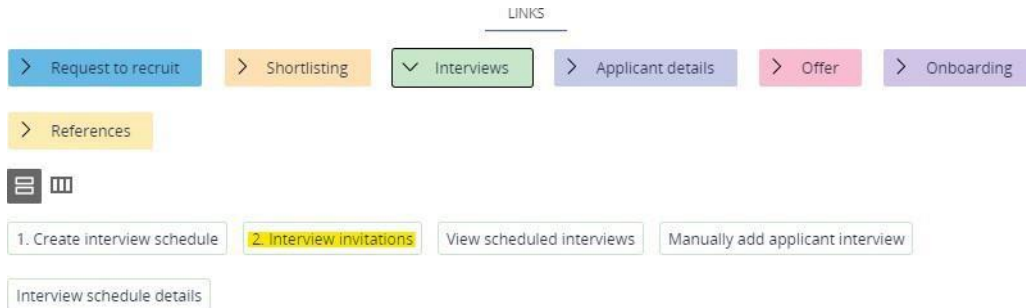 LINKS
Request to recruit Shortlisting Interviews Applicant details Offer Onboarding
References
1. Create interview schedule 2. Interview invitations View scheduled interviews Manually add applicant interview
Interview schedule details